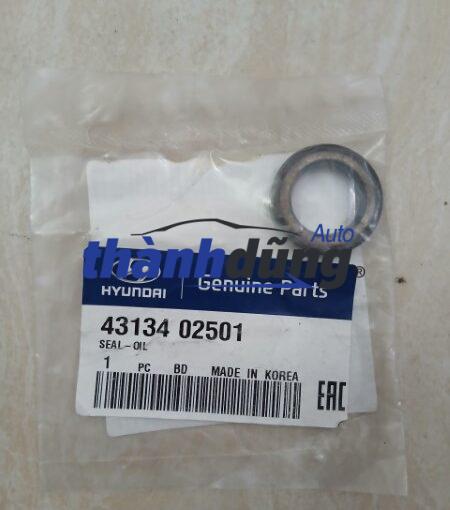 Auto
thànhdũng
HYUNDAI Genuine Parts ®
43134 02501
SEAL-OIL
1 PC BD MADE IN KOREA
EAC